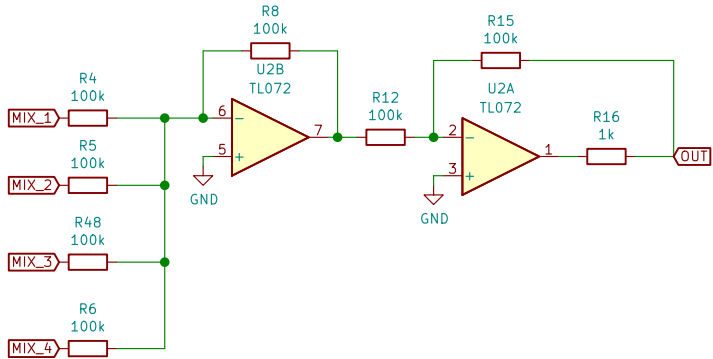 R8
100k
R15
100k
R4
100k
U2B
TL072
U2A
TL072
MIX_1
6
−
R12
100k
R16
1k
7
2
−
R5
100k
5
+
1
OUT
3
+
MIX_2
GND
GND
R48
100k
MIX_3
R6
100k
MIX_4